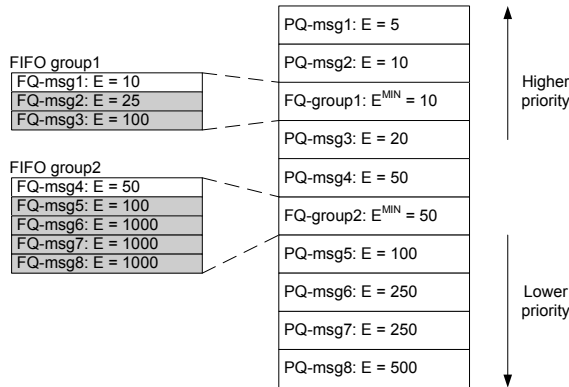 FIFO group1
FQ-msg1: E = 10
FQ-msg2: E = 25
FQ-msg3: E = 100
FIFO group2
FQ-msg4: E = 50
FQ-msg5: E = 100
FQ-msg6: E = 1000
FQ-msg7: E = 1000
FQ-msg8: E = 1000
PQ-msg1: E = 5
PQ-msg2: E = 10
FQ-group1: E^MIN = 10
PQ-msg3: E = 20
PQ-msg4: E = 50
FQ-group2: E^MIN = 50
PQ-msg5: E = 100
PQ-msg6: E = 250
PQ-msg7: E = 250
PQ-msg8: E = 500
Higher
priority
Lower
priority